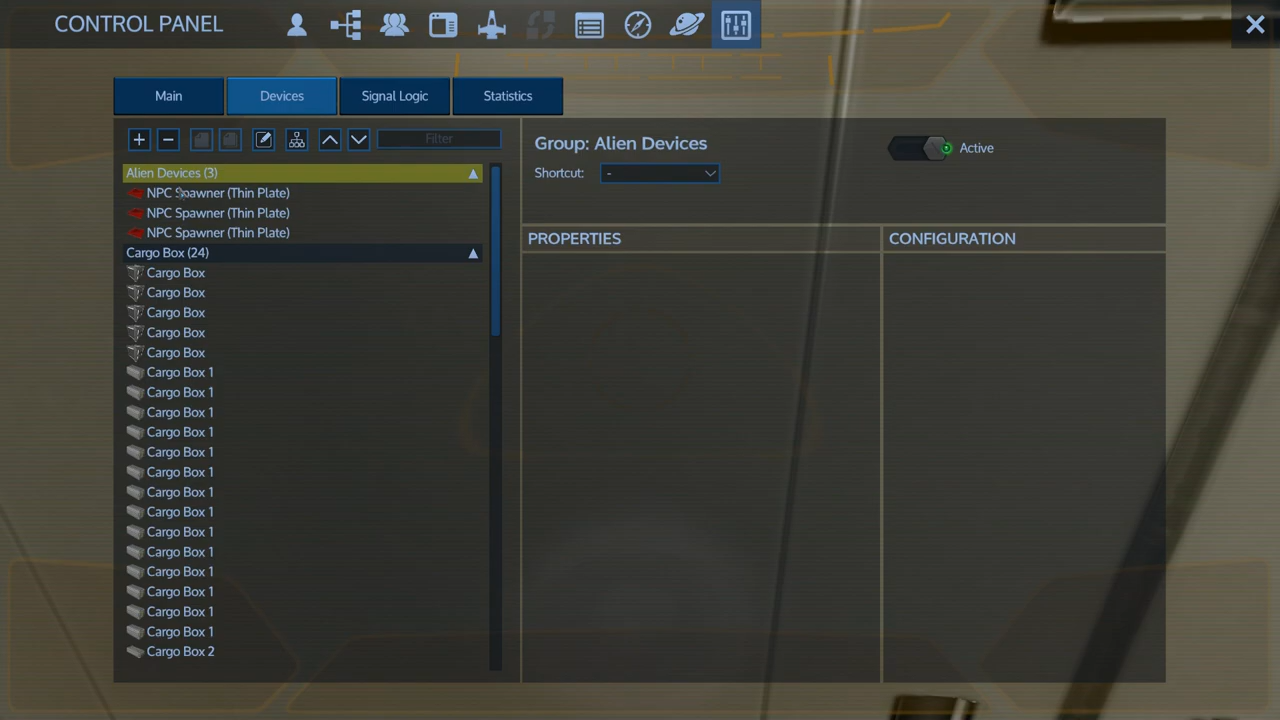 CONTROL PANEL
Main
Devices
Signal Logic
Statistics
Filter
Alien Devices (3)
NPC Spawner (Thin Plate)
NPC Spawner (Thin Plate)
NPC Spawner (Thin Plate)
Cargo Box (24)
Cargo Box
Cargo Box
Cargo Box
Cargo Box
Cargo Box
Cargo Box 1
Cargo Box 1
Cargo Box 1
Cargo Box 1
Cargo Box 1
Cargo Box 1
Cargo Box 1
Cargo Box 1
Cargo Box 1
Cargo Box 1
Cargo Box 1
Cargo Box 1
Cargo Box 1
Cargo Box 1
Cargo Box 2
Group: Alien Devices
Active
Shortcut: -
PROPERTIES
CONFIGURATION